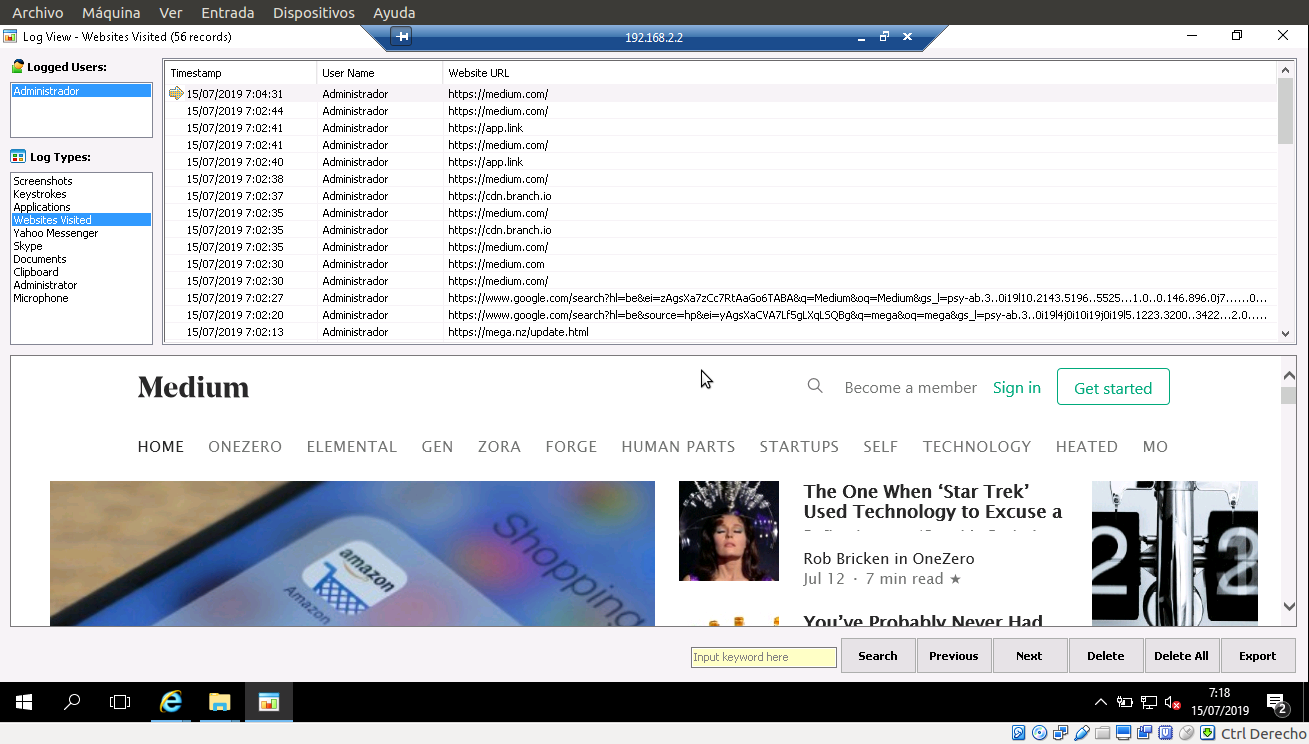 Archivo Máquina Ver Entrada Dispositivos Ayuda
Log View - Websites Visited (56 records)
192.168.2.2
Logged Users:
Administrador
Log Types:
Screenshots
Keystrokes
Applications
Websites Visited
Yahoo Messenger
Skype
Documents
Clipboard
Administrator
Microphone
Timestamp User Name Website URL
15/07/2019 7:04:31 Administrador https://medium.com/
15/07/2019 7:02:44 Administrador https://medium.com/
15/07/2019 7:02:41 Administrador https://app.link
15/07/2019 7:02:41 Administrador https://medium.com/
15/07/2019 7:02:40 Administrador https://app.link
15/07/2019 7:02:38 Administrador https://medium.com/
15/07/2019 7:02:37 Administrador https://cdn.branch.io
15/07/2019 7:02:35 Administrador https://medium.com/
15/07/2019 7:02:35 Administrador https://cdn.branch.io
15/07/2019 7:02:35 Administrador https://medium.com/
15/07/2019 7:02:30 Administrador https://medium.com
15/07/2019 7:02:30 Administrador https://medium.com/
15/07/2019 7:02:27 Administrador https://www.google.com/search?hl=be&ei=zAgsXa7zCc7RtAaGo6TABA&q=Medium&oq=Medium&gs_l=psy-ab.3..0i19l10.2143.5196..5525...1.0..0.146.896.0j7......0...
15/07/2019 7:02:20 Administrador https://www.google.com/search?hl=be&source=hp&ei=yAgsXaCVA7Lf5gLXqLSQBg&q=mega&oq=mega&gs_l=psy-ab.3..0i19l4j0i10i19j0i19l5.1223.3200..3422...2.0.....
15/07/2019 7:02:13 Administrador https://mega.nz/update.html
Medium
Become a member Sign in Get started
HOME ONEZERO ELEMENTAL GEN ZORA FORGE HUMAN PARTS STARTUPS SELF TECHNOLOGY HEATED MO
Shopping
amazon
Amazon
The One When ‘Star Trek’
Used Technology to Excuse a
Rob Bricken in OneZero
Jul 12 · 7 min read ★
You’ve Probably Never Had
2 3
Input keyword here Search Previous Next Delete Delete All Export
7:18
15/07/2019
2
Ctrl Derecho